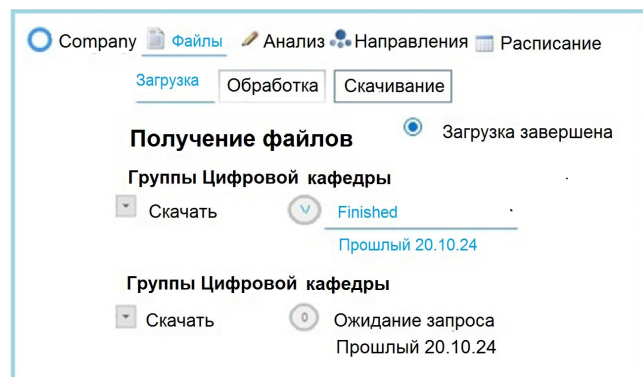 Company Файлы Анализ Направления Расписание
Загрузка Обработка Скачивание
Получение файлов Загрузка завершена
Группы Цифровой кафедры
Скачать Finished
Прошлый 20.10.24
Группы Цифровой кафедры
Скачать 0 Ожидание запроса
Прошлый 20.10.24